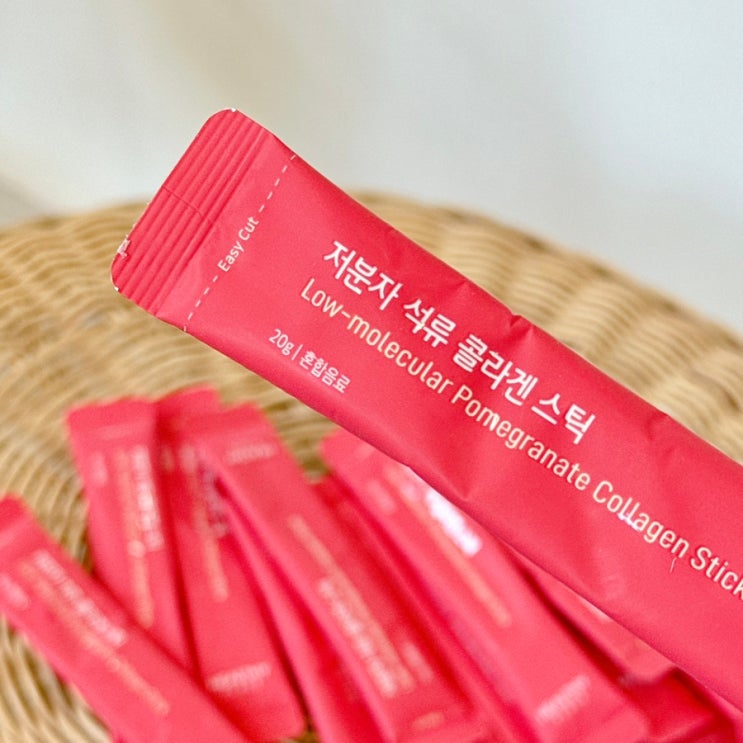 Easy Cut
저분자 석류 콜라겐 스틱
Low-molecular Pomegranate Collagen Stick
20g | 혼합음료